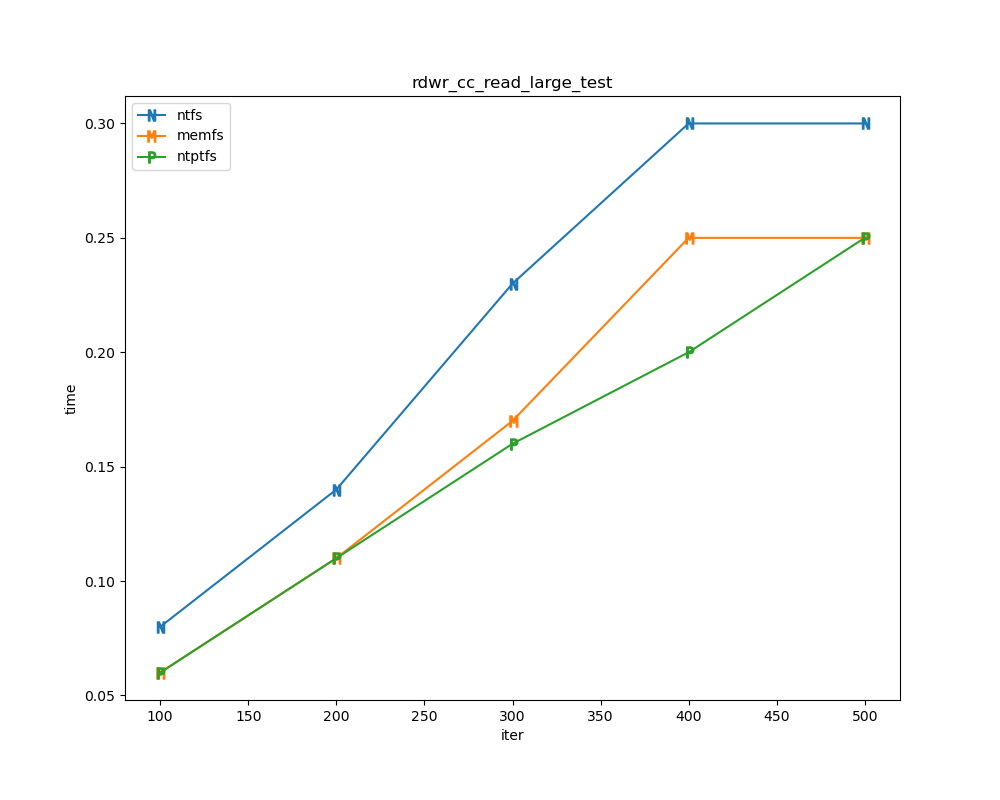 rdwr_cc_read_large_test
N ntfs
M memfs
P ntptfs
0.30
0.25
0.20
0.15
0.10
0.05
time
100 150 200 250 300 350 400 450 500
iter